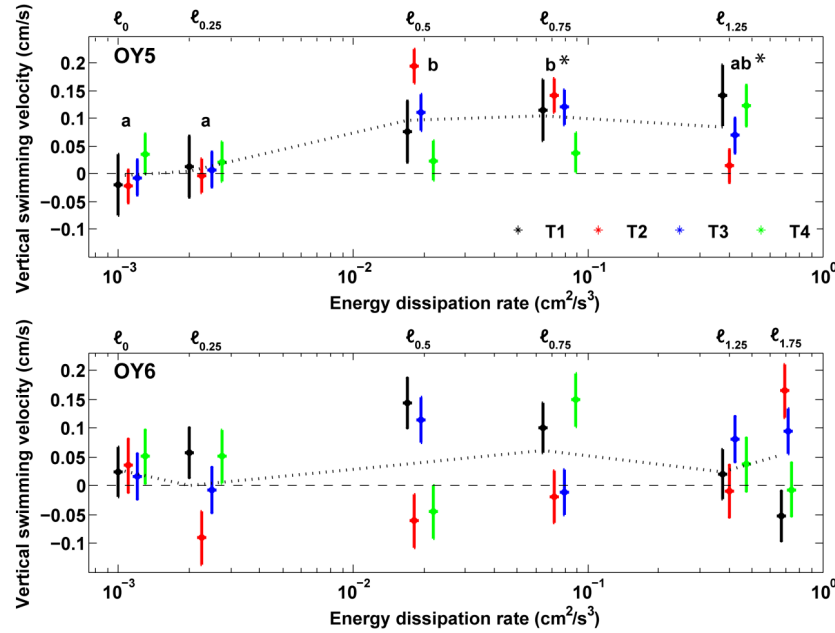 ℓ0 ℓ0.25 ℓ0.5 ℓ0.75 ℓ1.25
OY5
Vertical swimming velocity (cm/s)
0.2
0.15
0.1
0.05
0
−0.05
−0.1
a a b b * ab *
T1 T2 T3 T4
10−3 10−2 10−1 100
Energy dissipation rate (cm2/s3)
ℓ0 ℓ0.25 ℓ0.5 ℓ0.75 ℓ1.25 ℓ1.75
OY6
Vertical swimming velocity (cm/s)
0.2
0.15
0.1
0.05
0
−0.05
−0.1
10−3 10−2 10−1 100
Energy dissipation rate (cm2/s3)